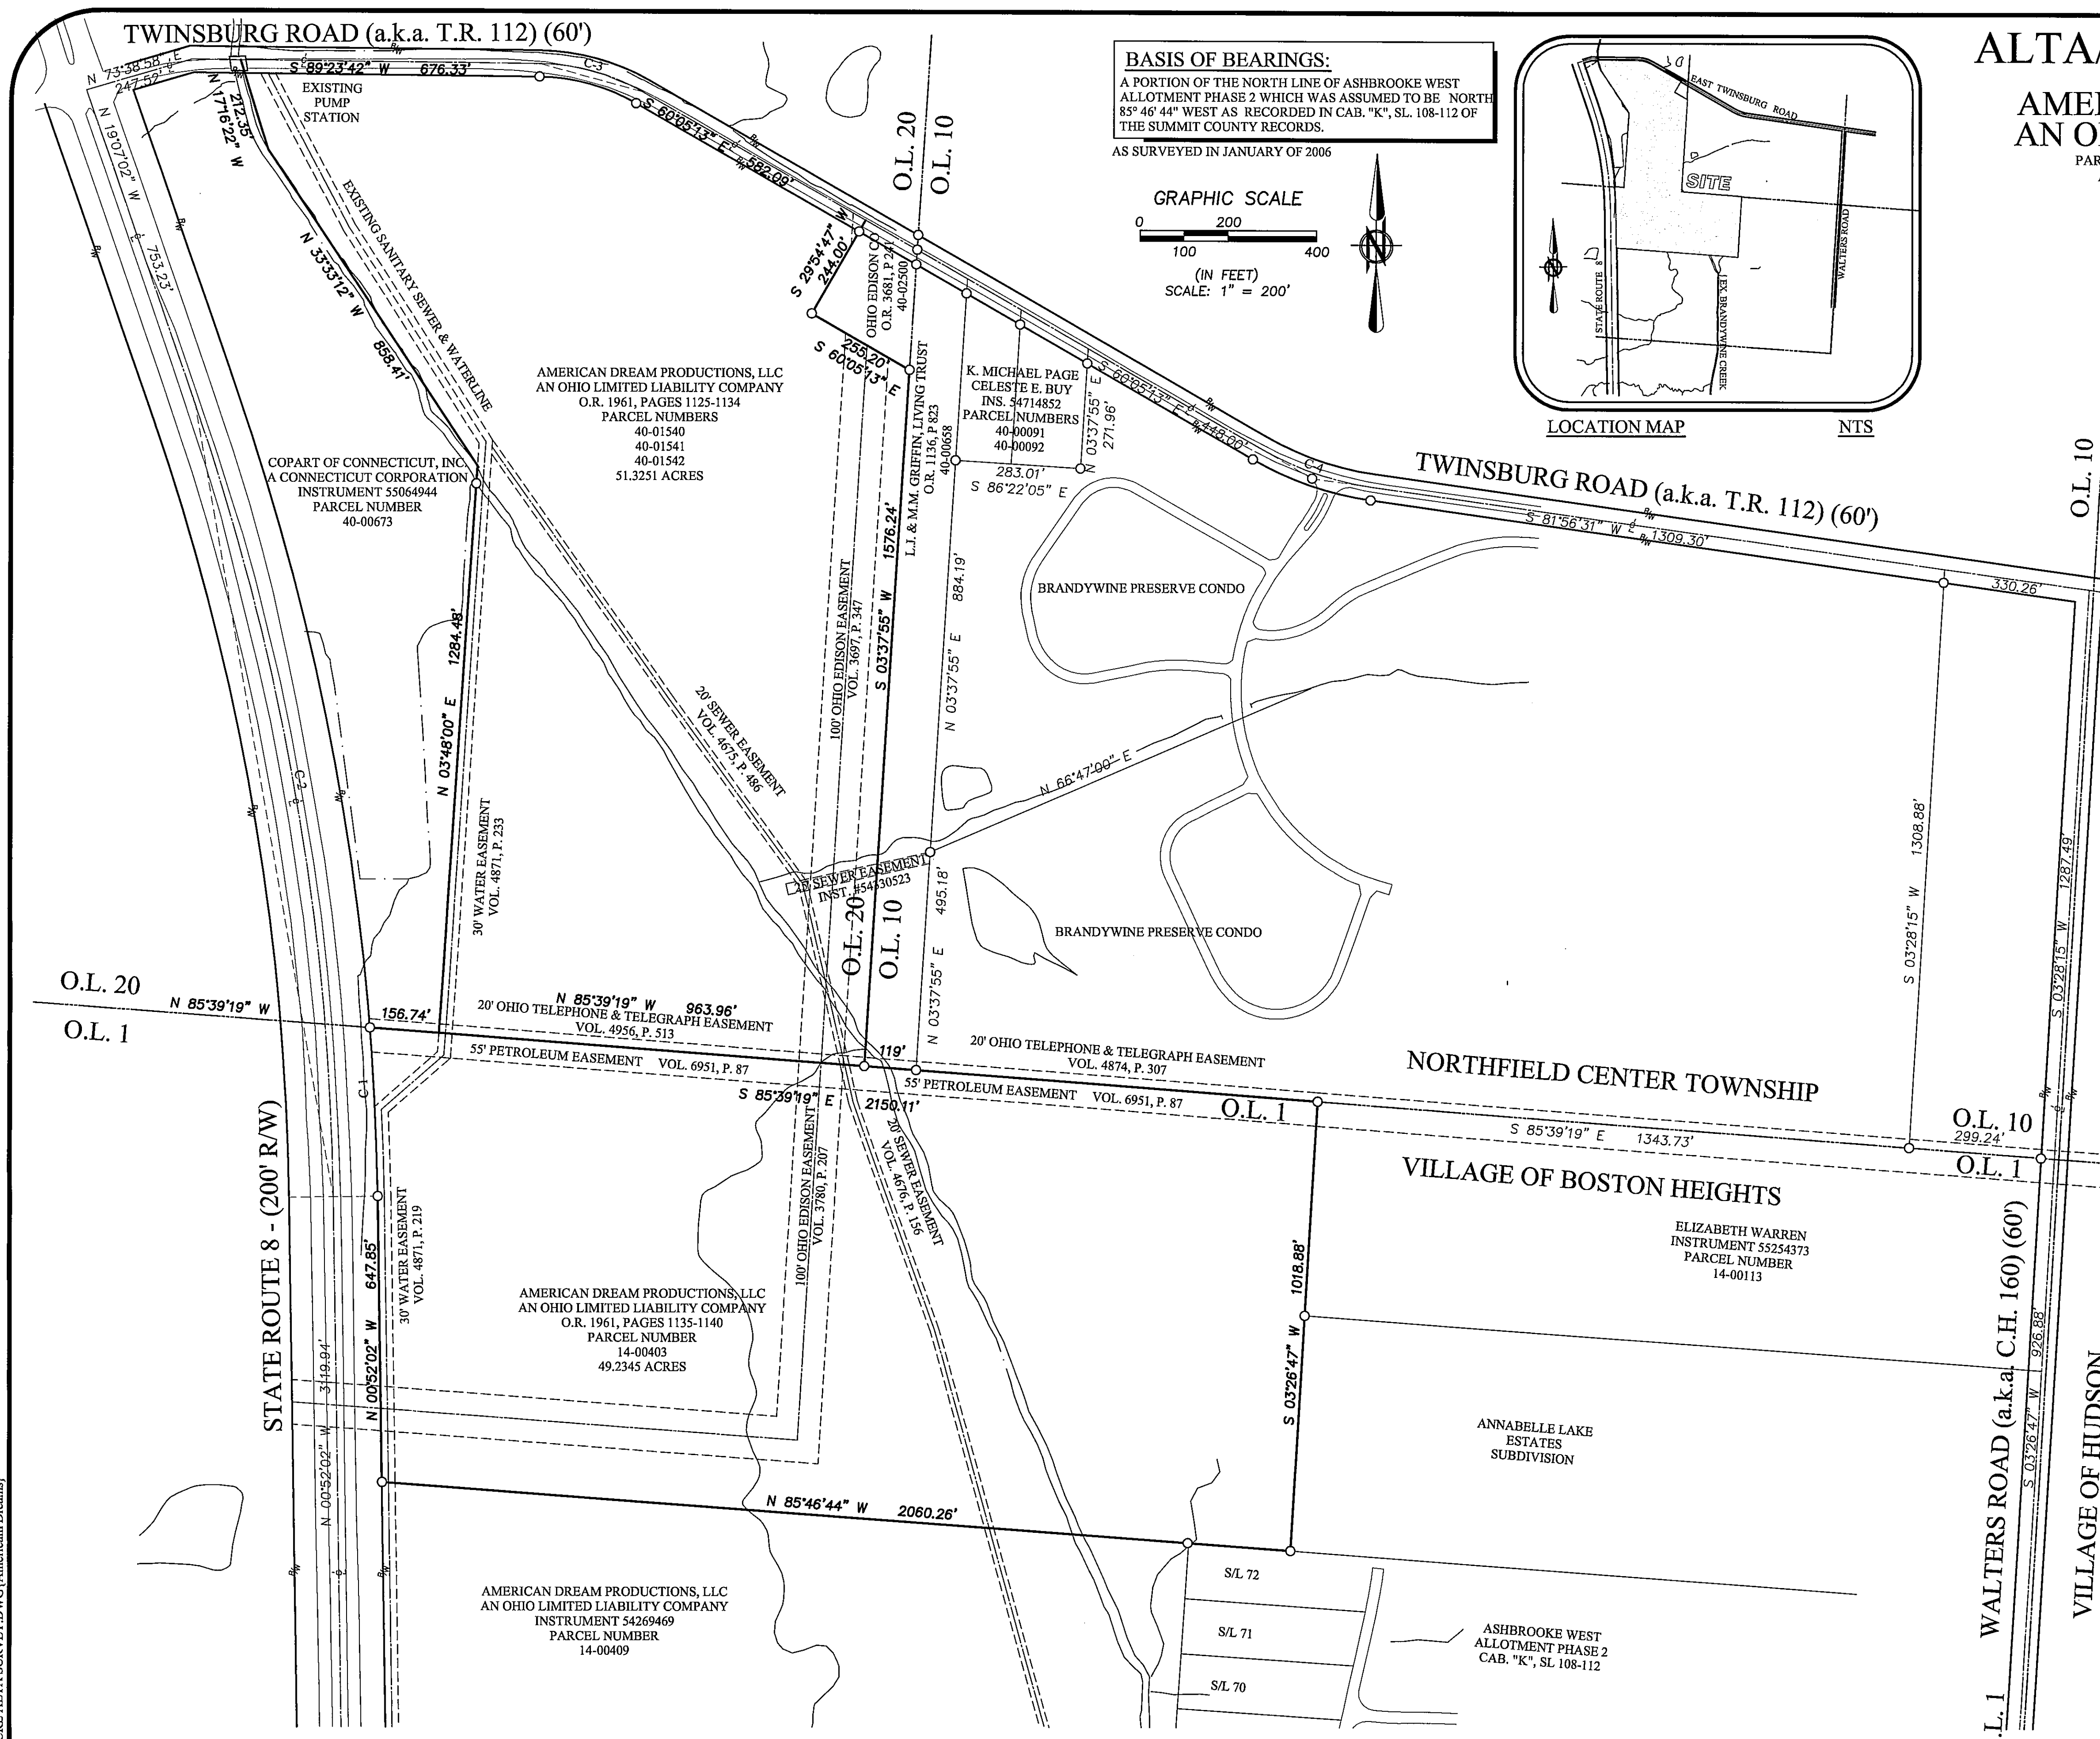 TWINSBURG ROAD (a.k.a. T.R. 112) (60')
N 73°38'58" E
247.52'
S 89°23'42" W 676.33'
C-3
EXISTING
PUMP
STATION
212.35'
N 17°16'22" W
N 19°07'02" W
753.23'
N 33°33'12" W
858.41'
EXISTING SANITARY SEWER & WATERLINE
S 60°05'13" E 582.09'
O.L. 20
O.L. 10
BASIS OF BEARINGS:
A PORTION OF THE NORTH LINE OF ASHBROOKE WEST
ALLOTMENT PHASE 2 WHICH WAS ASSUMED TO BE NORTH
85° 46' 44" WEST AS RECORDED IN CAB. "K", SL. 108-112 OF
THE SUMMIT COUNTY RECORDS.
AS SURVEYED IN JANUARY OF 2006
GRAPHIC SCALE
0 200
100 400
(IN FEET)
SCALE: 1" = 200'
N
EAST TWINSBURG ROAD
SITE
STATE ROUTE 8
WALTERS ROAD
EX. BRANDYWINE CREEK
N
LOCATION MAP NTS
ALTA/
AME
AN O
PAR
S 29°54'47" W
244.00'
OHIO EDISON CO.
O.R. 3681, P 241
40-02500
255.20'
S 60°05'13" E
AMERICAN DREAM PRODUCTIONS, LLC
AN OHIO LIMITED LIABILITY COMPANY
O.R. 1961, PAGES 1125-1134
PARCEL NUMBERS
40-01540
40-01541
40-01542
51.3251 ACRES
L.J. & M.M. GRIFFIN, LIVING TRUST
O.R. 1136, P 823
40-00658
K. MICHAEL PAGE
CELESTE E. BUY
INS. 54714852
PARCEL NUMBERS
40-00091
40-00092
N 03°37'55" E
271.96'
283.01'
S 86°22'05" E
S 60°05'13" E 448.00'
C-4
TWINSBURG ROAD (a.k.a. T.R. 112) (60')
S 81°56'31" W 1309.30'
330.26'
O.L. 10
COPART OF CONNECTICUT, INC.
A CONNECTICUT CORPORATION
INSTRUMENT 55064944
PARCEL NUMBER
40-00673
N 03°48'00" E 1284.48'
30' WATER EASEMENT
VOL. 4871, P. 233
C-2
20' SEWER EASEMENT
VOL. 4675, P. 486
100' OHIO EDISON EASEMENT
VOL. 3697, P. 347
S 03°37'55" W 1576.24'
N 03°37'55" E 884.19'
BRANDYWINE PRESERVE CONDO
N 66°47'00" E
SEWER EASEMENT
INST. #54330523
N 03°37'55" E 495.18'
BRANDYWINE PRESERVE CONDO
S 03°28'15" W 1308.88'
S 03°28'15" W 1287.49'
O.L. 20
O.L. 10
O.L. 20
O.L. 1
N 85°39'19" W
156.74'
N 85°39'19" W 963.96'
20' OHIO TELEPHONE & TELEGRAPH EASEMENT
VOL. 4956, P. 513
55' PETROLEUM EASEMENT VOL. 6951, P. 87
119'
20' OHIO TELEPHONE & TELEGRAPH EASEMENT
VOL. 4874, P. 307
55' PETROLEUM EASEMENT VOL. 6951, P. 87
S 85°39'19" E 2150.11'
O.L. 1
NORTHFIELD CENTER TOWNSHIP
S 85°39'19" E 1343.73'
O.L. 10
299.24'
O.L. 1
VILLAGE OF BOSTON HEIGHTS
C-1
STATE ROUTE 8 - (200' R/W)
N 00°52'02" W 3119.94'
N 00°52'02" W 647.85'
30' WATER EASEMENT
VOL. 4871, P. 219
100' OHIO EDISON EASEMENT
VOL. 3780, P. 207
20' SEWER EASEMENT
VOL. 4676, P. 156
AMERICAN DREAM PRODUCTIONS, LLC
AN OHIO LIMITED LIABILITY COMPANY
O.R. 1961, PAGES 1135-1140
PARCEL NUMBER
14-00403
49.2345 ACRES
S 03°26'47" W 1018.88'
ELIZABETH WARREN
INSTRUMENT 55254373
PARCEL NUMBER
14-00113
ANNABELLE LAKE
ESTATES
SUBDIVISION
WALTERS ROAD (a.k.a. C.H. 160) (60')
S 03°26'47" W 926.88'
VILLAGE OF HUDSON
N 85°46'44" W 2060.26'
AMERICAN DREAM PRODUCTIONS, LLC
AN OHIO LIMITED LIABILITY COMPANY
INSTRUMENT 54269469
PARCEL NUMBER
14-00409
S/L 72
S/L 71
S/L 70
ASHBROOKE WEST
ALLOTMENT PHASE 2
CAB. "K", SL 108-112
.L. 1